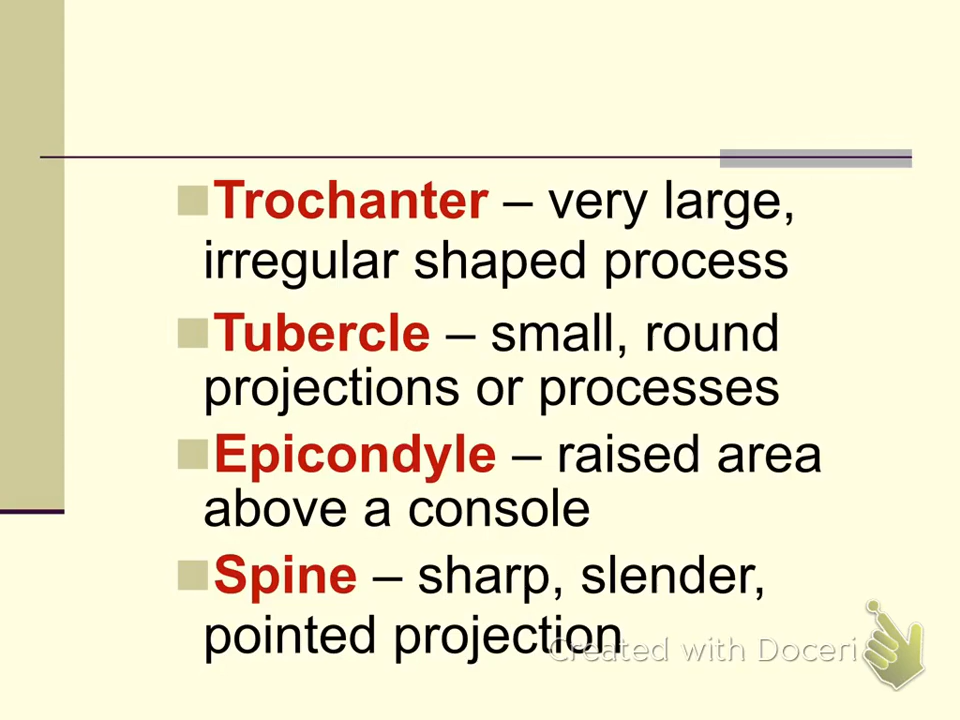 Trochanter – very large,
irregular shaped process
Tubercle – small, round
projections or processes
Epicondyle – raised area
above a console
Spine – sharp, slender,
pointed projection
Created with Doceri